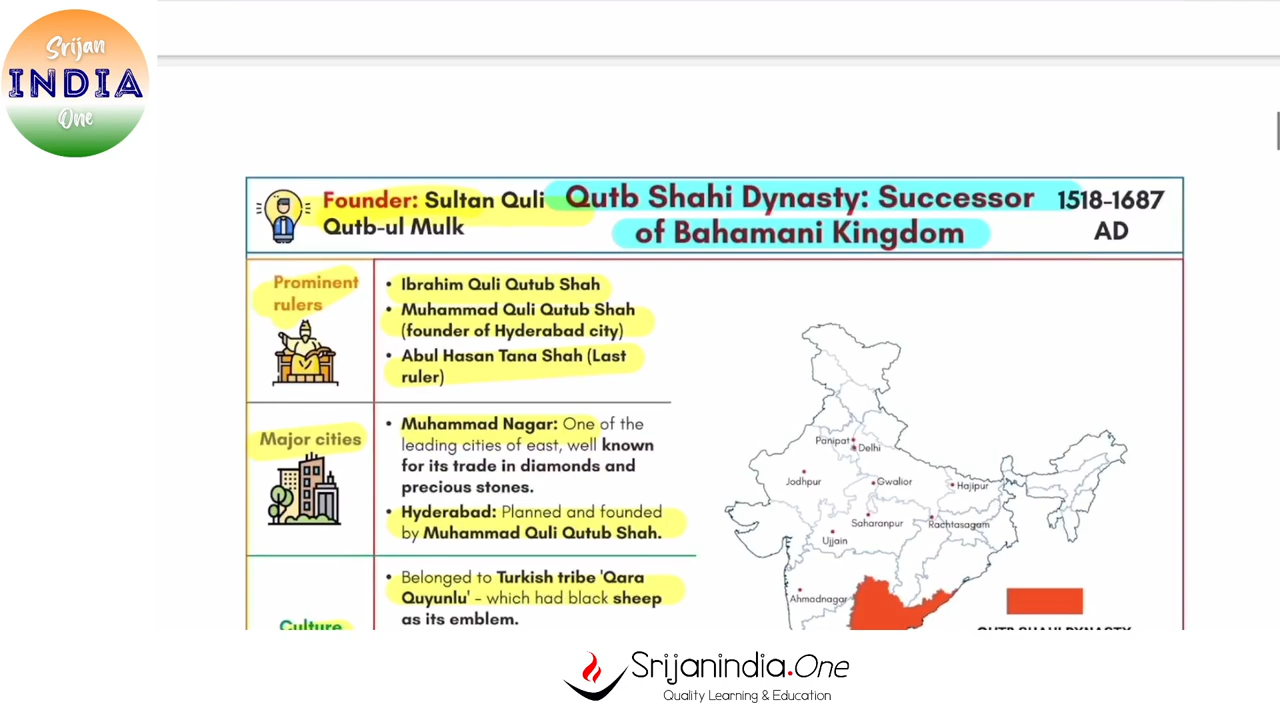 Srijan
INDIA
One
Founder: Sultan Quli
Qutb-ul Mulk
Qutb Shahi Dynasty: Successor
of Bahamani Kingdom
1518-1687
AD
Prominent
rulers
• Ibrahim Quli Qutub Shah
• Muhammad Quli Qutub Shah
(founder of Hyderabad city)
• Abul Hasan Tana Shah (Last
ruler)
Major cities
• Muhammad Nagar: One of the
leading cities of east, well known
for its trade in diamonds and
precious stones.
• Hyderabad: Planned and founded
by Muhammad Quli Qutub Shah.
Culture
• Belonged to Turkish tribe 'Qara
Quyunlu' - which had black sheep
as its emblem.
Panipat
Delhi
Jodhpur
Gwalior
Hajipur
Saharanpur
Rachtasagam
Ujjain
Ahmadnagar
QUTB SHAHI DYNASTY
Srijanindia.One
Quality Learning & Education